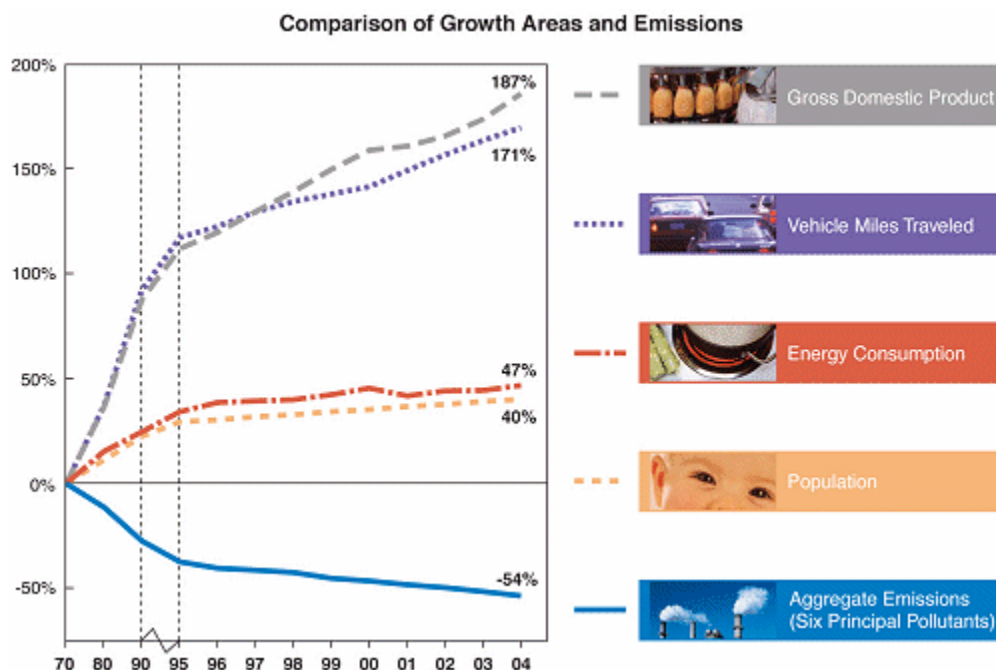 Comparison of Growth Areas and Emissions
200%
150%
100%
50%
0%
-50%
187%
171%
47%
40%
-54%
70 80 90 95 96 97 98 99 00 01 02 03 04
Gross Domestic Product
Vehicle Miles Traveled
Energy Consumption
Population
Aggregate Emissions
(Six Principal Pollutants)